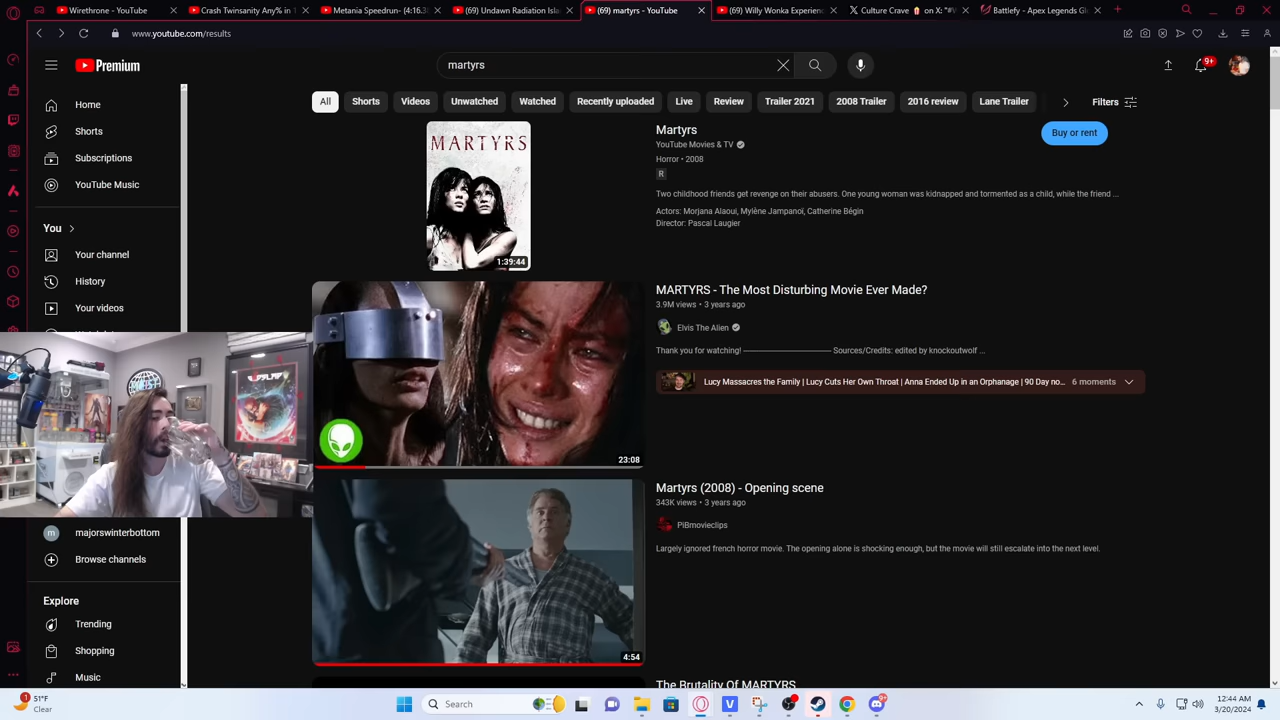 Wirethrone - YouTube
Crash Twinsanity Any% in 1
Metania Speedrun - (4:16.3
(69) Undawn Radiation Isla
(69) martyrs - YouTube
(69) Willy Wonka Experienc
Culture Crave 🍿 on X: "#W
Battlefy - Apex Legends Gl
www.youtube.com/results
Premium
martyrs
9+
All
Shorts
Videos
Unwatched
Watched
Recently uploaded
Live
Review
Trailer 2021
2008 Trailer
2016 review
Lane Trailer
Filters
Home
Shorts
Subscriptions
YouTube Music
You
Your channel
History
Your videos
majorswinterbottom
Browse channels
Explore
Trending
Shopping
Music
MARTYRS
1:39:44
Martyrs
YouTube Movies & TV
Horror • 2008
R
Two childhood friends get revenge on their abusers. One young woman was kidnapped and tormented as a child, while the friend ...
Actors: Morjana Alaoui, Mylène Jampanoï, Catherine Bégin
Director: Pascal Laugier
Buy or rent
23:08
MARTYRS - The Most Disturbing Movie Ever Made?
3.9M views • 3 years ago
Elvis The Alien
Thank you for watching! ------------------------------------ Sources/Credits: edited by knockoutwolf ...
Lucy Massacres the Family | Lucy Cuts Her Own Throat | Anna Ended Up in an Orphanage | 90 Day no...
6 moments
4:54
Martyrs (2008) - Opening scene
343K views • 3 years ago
PiBmovieclips
Largely ignored french horror movie. The opening alone is shocking enough, but the movie will still escalate into the next level.
The Brutality Of MARTYRS
1
51°F
Clear
Search
9+
12:44 AM
3/20/2024